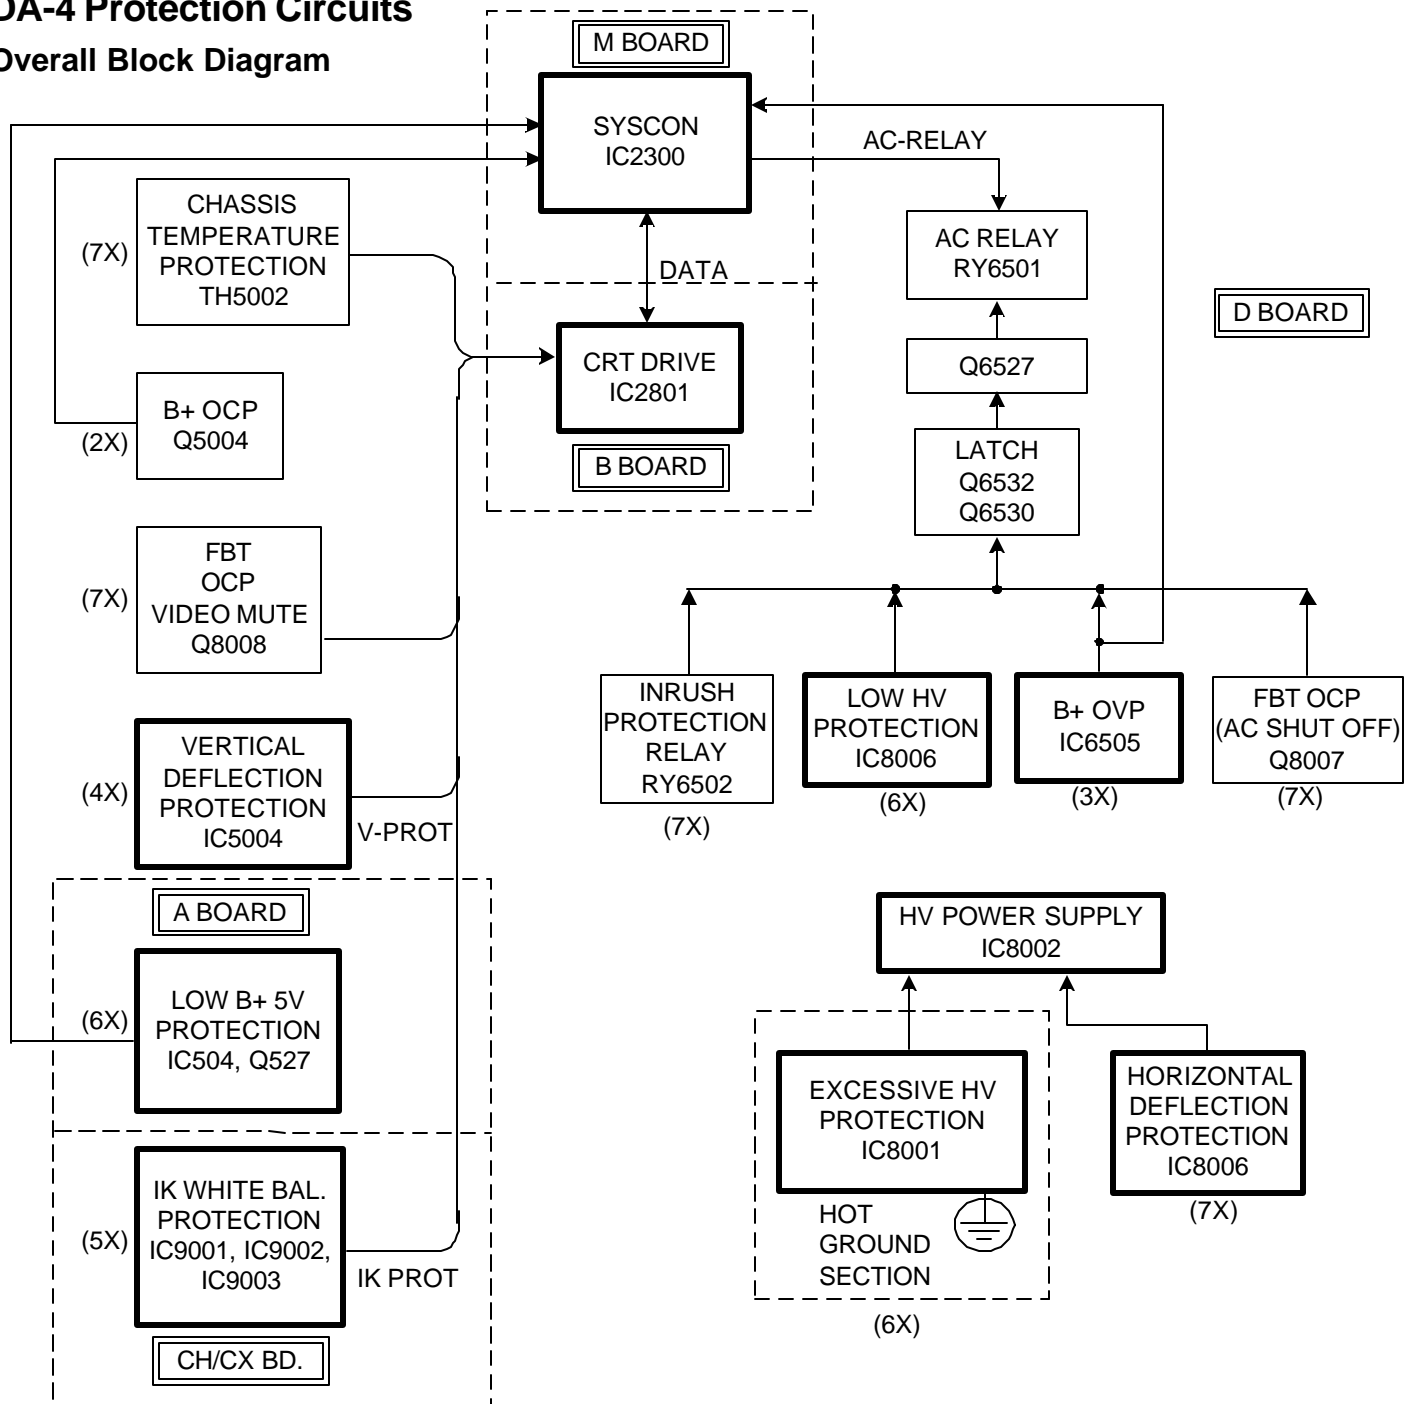 DA-4 Protection Circuits
Overall Block Diagram
M BOARD
SYSCON
IC2300
AC-RELAY
CHASSIS
TEMPERATURE
PROTECTION
TH5002
(7X)
DATA
AC RELAY
RY6501
D BOARD
CRT DRIVE
IC2801
Q6527
B+ OCP
Q5004
(2X)
B BOARD
LATCH
Q6532
Q6530
FBT
OCP
VIDEO MUTE
Q8008
(7X)
INRUSH
PROTECTION
RELAY
RY6502
(7X)
LOW HV
PROTECTION
IC8006
(6X)
B+ OVP
IC6505
(3X)
FBT OCP
(AC SHUT OFF)
Q8007
(7X)
VERTICAL
DEFLECTION
PROTECTION
IC5004
(4X)
V-PROT
A BOARD
LOW B+ 5V
PROTECTION
IC504, Q527
(6X)
HV POWER SUPPLY
IC8002
EXCESSIVE HV
PROTECTION
IC8001
HOT
GROUND
SECTION
(6X)
HORIZONTAL
DEFLECTION
PROTECTION
IC8006
(7X)
IK WHITE BAL.
PROTECTION
IC9001, IC9002,
IC9003
(5X)
IK PROT
CH/CX BD.